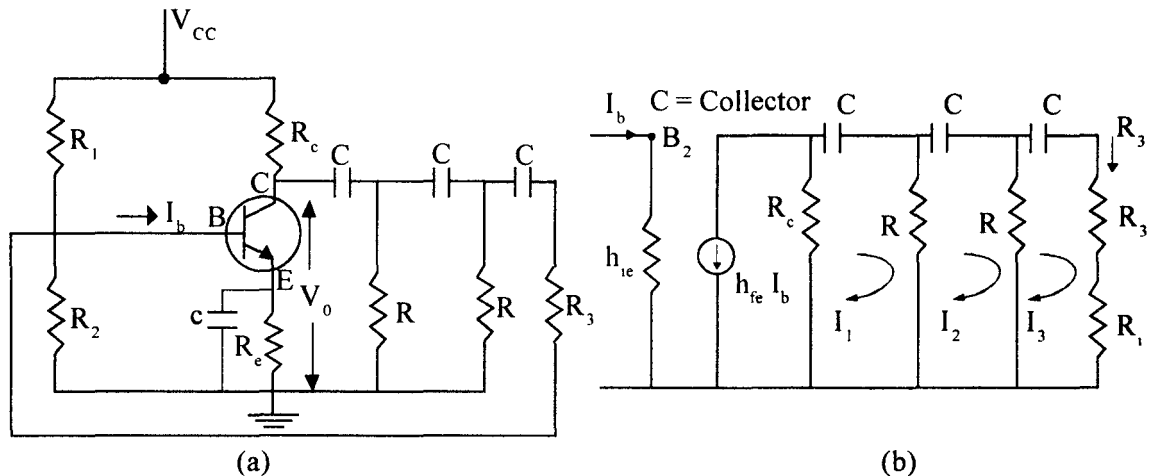 V_CC
R_1
R_c
C
C
C
C
B
I_b
E
V_0
R_2
c
R_e
R
R
R_3
(a)
I_b
C = Collector
C
C
C
B_2
R_3
R_c
R
R
R_3
h_ie
h_fe I_b
I_1
I_2
I_3
R_i
(b)